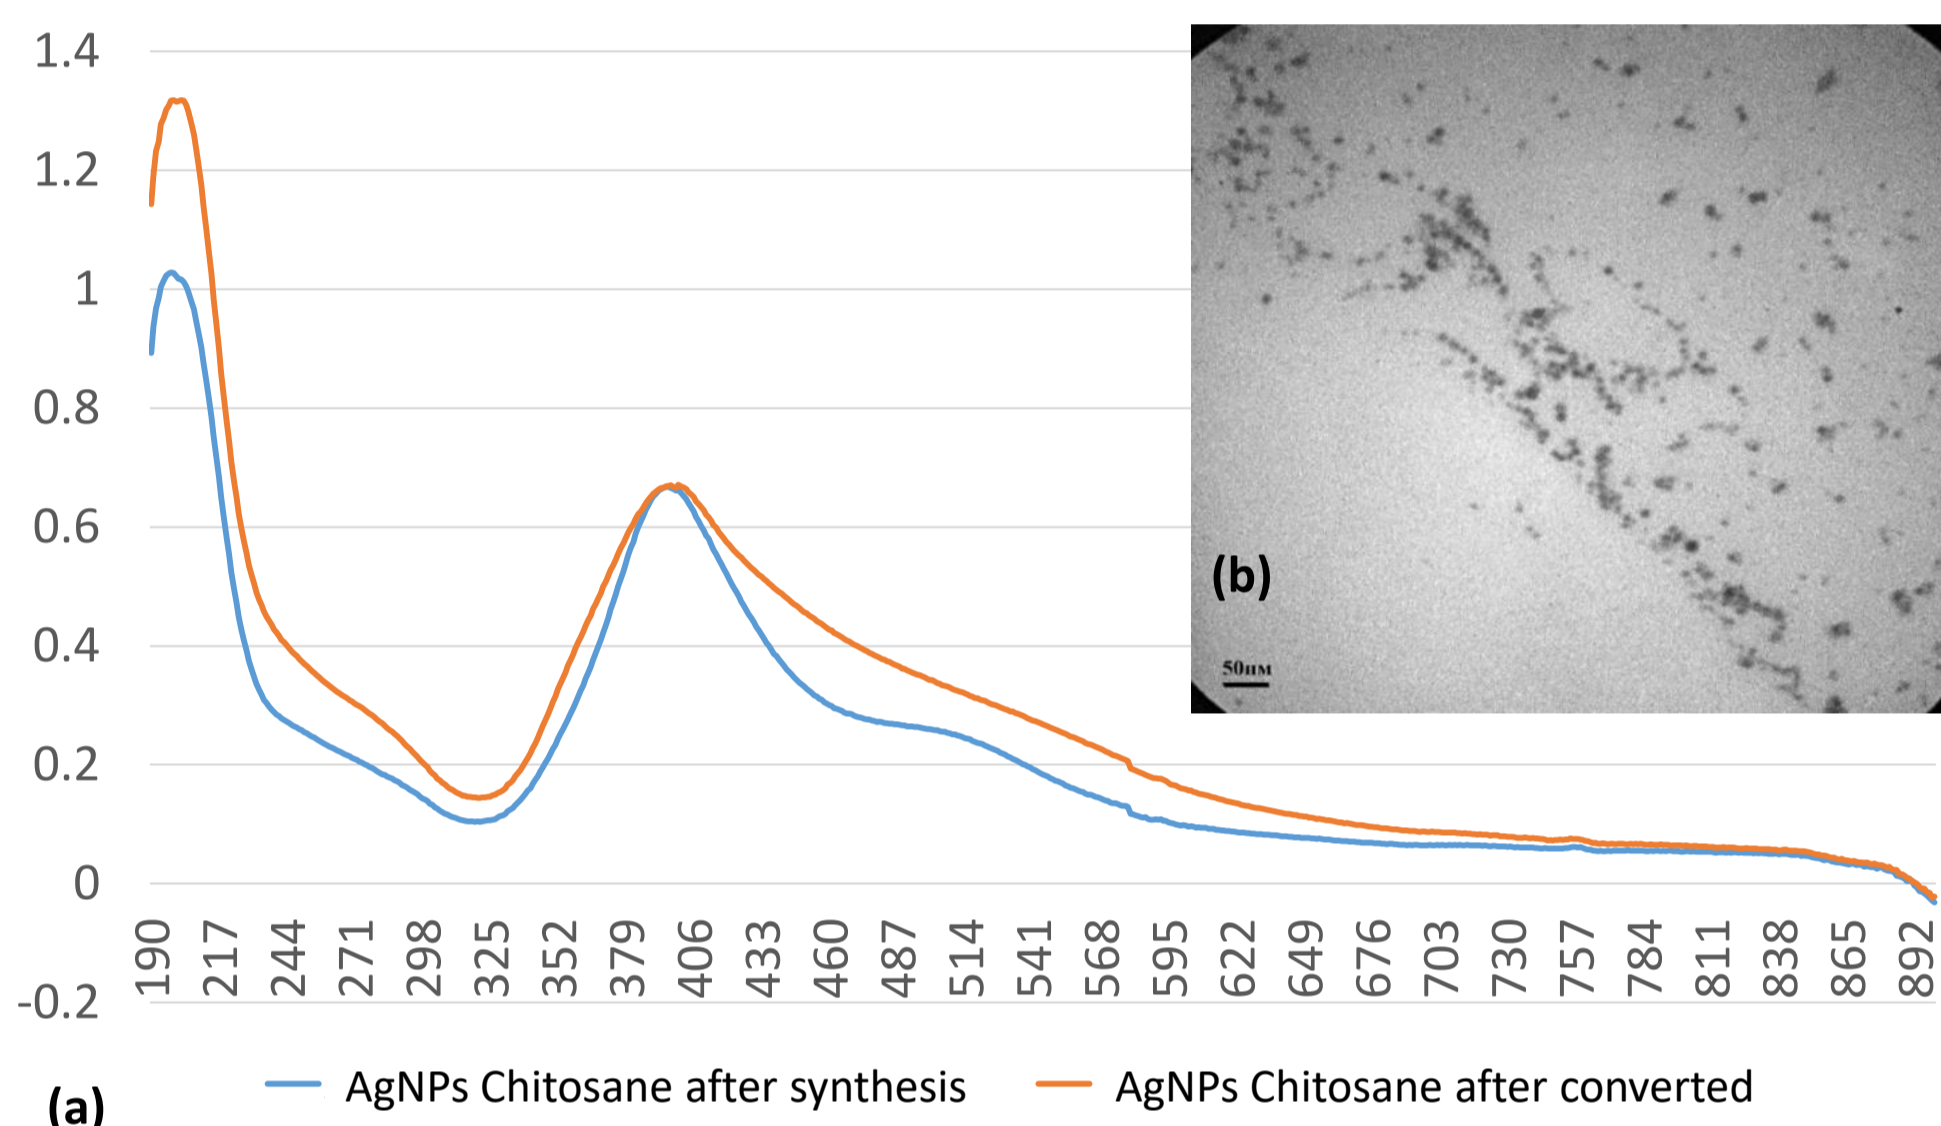 1.4
1.2
1
0.8
0.6
0.4
0.2
0
-0.2
190 217 244 271 298 325 352 379 406 433 460 487 514 541 568 595 622 649 676 703 730 757 784 811 838 865 892
(b)
50нм
AgNPs Chitosane after synthesis AgNPs Chitosane after converted
(a)